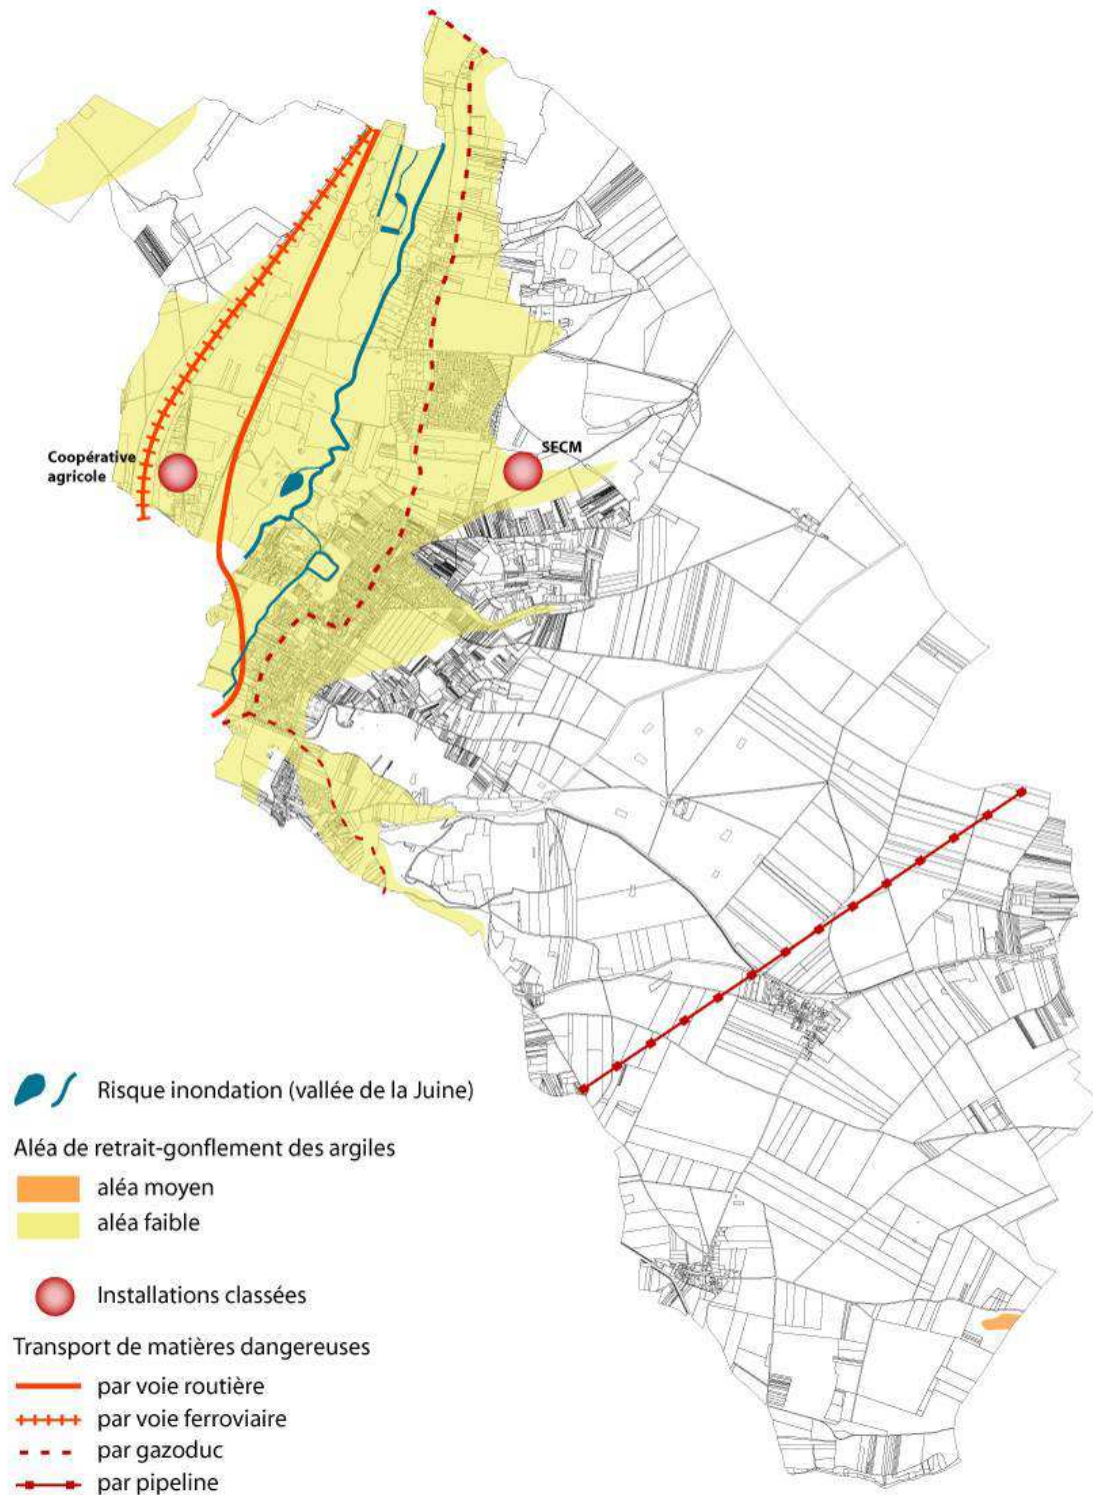 Coopérative
agricole
SECM
Risque inondation (vallée de la Juine)
Aléa de retrait-gonflement des argiles
aléa moyen
aléa faible
Installations classées
Transport de matières dangereuses
par voie routière
par voie ferroviaire
par gazoduc
par pipeline